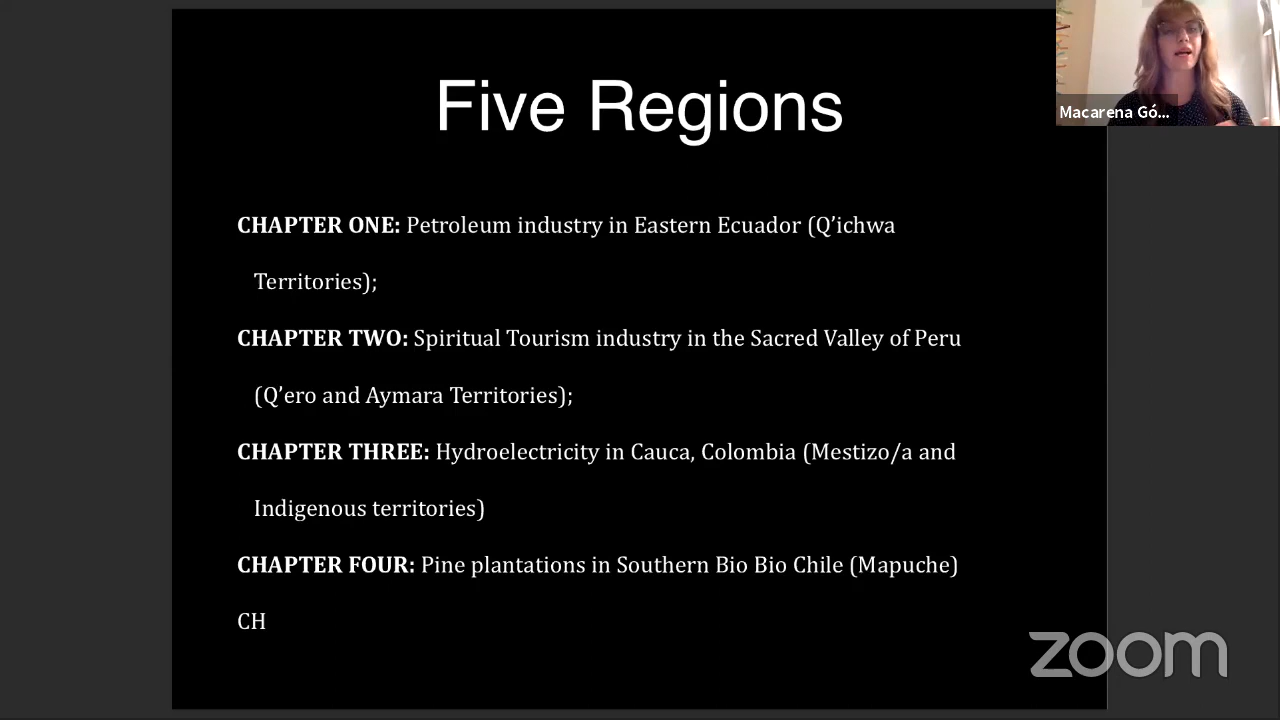 Five Regions
Macarena Gó...
CHAPTER ONE: Petroleum industry in Eastern Ecuador (Q’ichwa
Territories);
CHAPTER TWO: Spiritual Tourism industry in the Sacred Valley of Peru
(Q’ero and Aymara Territories);
CHAPTER THREE: Hydroelectricity in Cauca, Colombia (Mestizo/a and
Indigenous territories)
CHAPTER FOUR: Pine plantations in Southern Bio Bio Chile (Mapuche)
CH
zoom